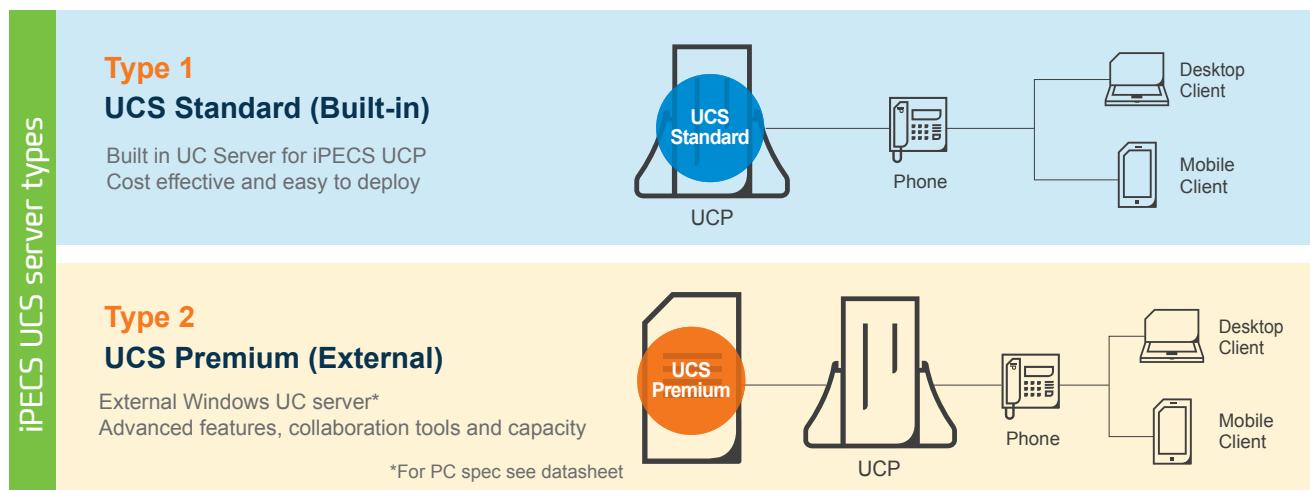 iPECS UCS server types
Type 1
UCS Standard (Built-in)
Built in UC Server for iPECS UCP
Cost effective and easy to deploy
UCS
Standard
UCP
Phone
Desktop
Client
Mobile
Client
Type 2
UCS Premium (External)
External Windows UC server*
Advanced features, collaboration tools and capacity
*For PC spec see datasheet
UCS
Premium
UCP
Phone
Desktop
Client
Mobile
Client